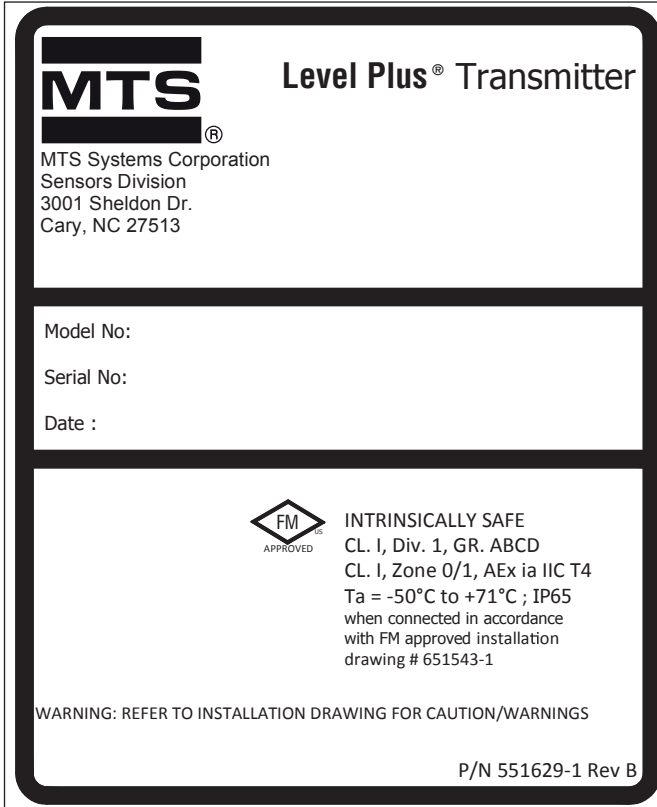 MTS
®
Level Plus® Transmitter
MTS Systems Corporation
Sensors Division
3001 Sheldon Dr.
Cary, NC 27513
Model No:
Serial No:
Date :
FM
US
APPROVED
INTRINSICALLY SAFE
CL. I, Div. 1, GR. ABCD
CL. I, Zone 0/1, AEx ia IIC T4
Ta = -50°C to +71°C ; IP65
when connected in accordance
with FM approved installation
drawing # 651543-1
WARNING: REFER TO INSTALLATION DRAWING FOR CAUTION/WARNINGS
P/N 551629-1 Rev B